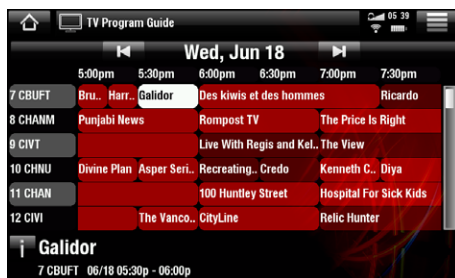 TV Program Guide
05 39
Wed, Jun 18
5:00pm 5:30pm 6:00pm 6:30pm 7:00pm 7:30pm
7 CBUFT Bru.. Harr.. Galidor Des kiwis et des hommes Ricardo
8 CHANM Punjabi News Rompost TV The Price Is Right
9 CIVT Live With Regis and Kel.. The View
10 CHNU Divine Plan Asper Seri.. Recreating.. Credo Kenneth C.. Diya
11 CHAN 100 Huntley Street Hospital For Sick Kids
12 CIVI The Vanco.. CityLine Relic Hunter
i Galidor
7 CBUFT 06/18 05:30p - 06:00p